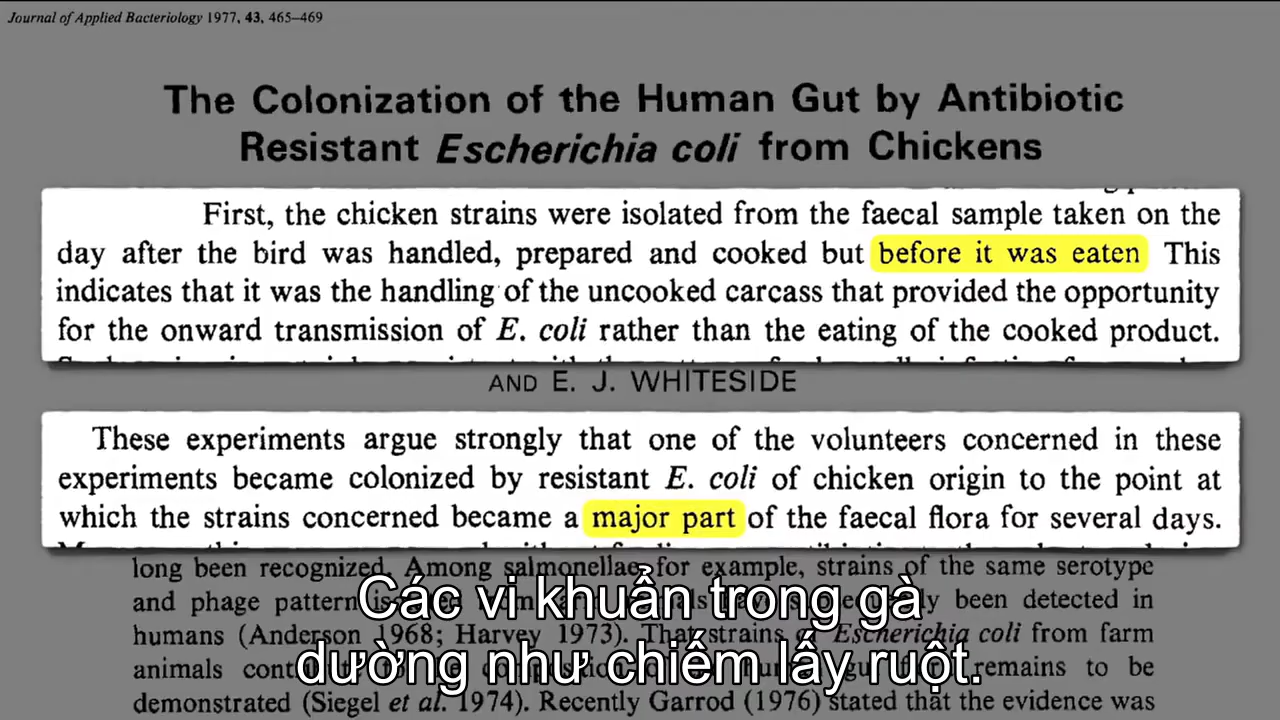 Journal of Applied Bacteriology 1977, 43, 465–469
The Colonization of the Human Gut by Antibiotic
Resistant Escherichia coli from Chickens
First, the chicken strains were isolated from the faecal sample taken on the
day after the bird was handled, prepared and cooked but before it was eaten This
indicates that it was the handling of the uncooked carcass that provided the opportunity
for the onward transmission of E. coli rather than the eating of the cooked product.
AND E. J. WHITESIDE
These experiments argue strongly that one of the volunteers concerned in these
experiments became colonized by resistant E. coli of chicken origin to the point at
which the strains concerned became a major part of the faecal flora for several days.
long been recognized. Among salmonellae, for example, strains of the same serotype
and phage pattern been detected in
humans (Anderson 1968; Harvey 1973). That strains of Escherichia coli from farm
animals remains to be
demonstrated (Siegel et al. 1974). Recently Garrod (1976) stated that the evidence was
Các vi khuẩn trong gà
dường như chiếm lấy ruột.